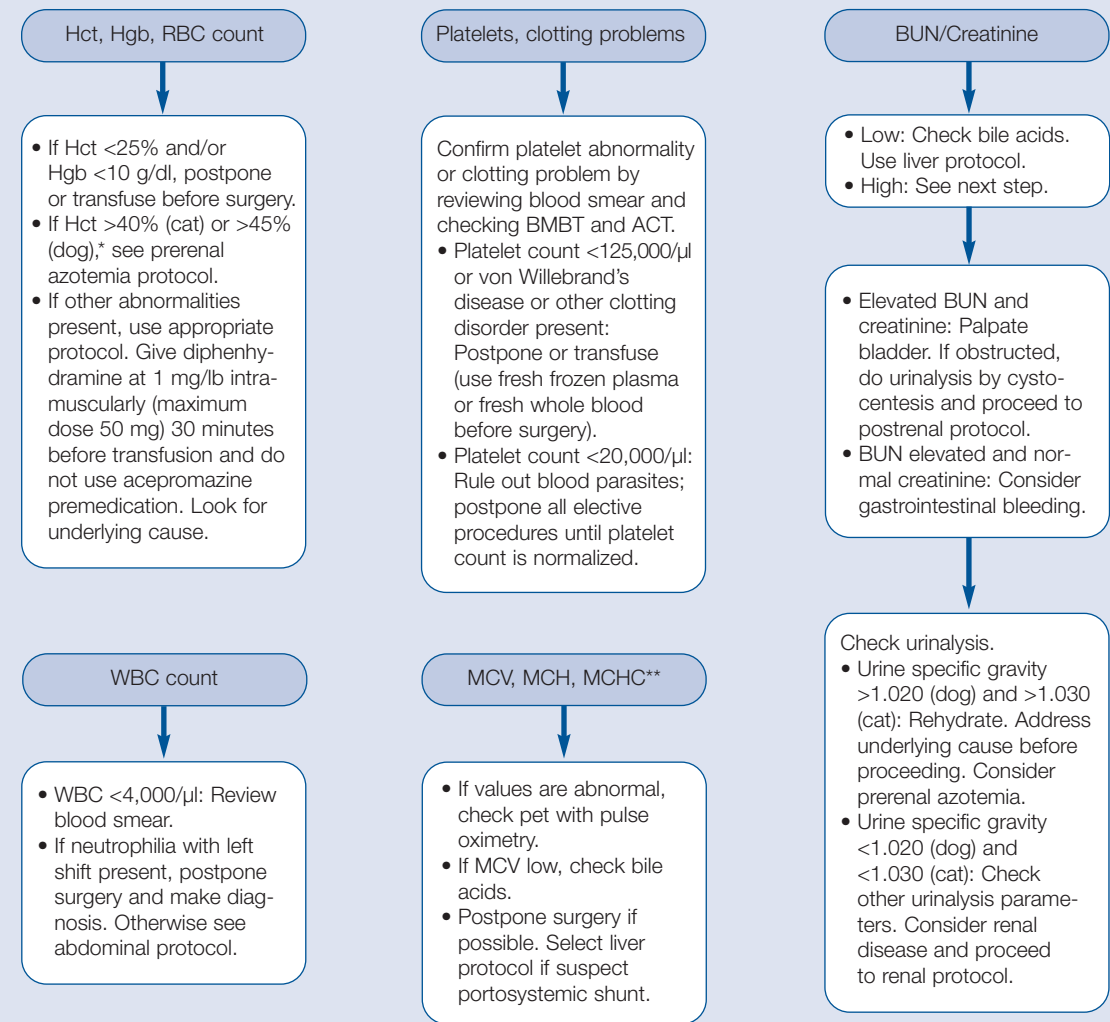 Hct, Hgb, RBC count
• If Hct <25% and/or
Hgb <10 g/dl, postpone
or transfuse before surgery.
• If Hct >40% (cat) or >45%
(dog),* see prerenal
azotemia protocol.
• If other abnormalities
present, use appropriate
protocol. Give diphenhy-
dramine at 1 mg/lb intra-
muscularly (maximum
dose 50 mg) 30 minutes
before transfusion and do
not use acepromazine
premedication. Look for
underlying cause.
Platelets, clotting problems
Confirm platelet abnormality
or clotting problem by
reviewing blood smear and
checking BMBT and ACT.
• Platelet count <125,000/µl
or von Willebrand’s
disease or other clotting
disorder present:
Postpone or transfuse
(use fresh frozen plasma
or fresh whole blood
before surgery).
• Platelet count <20,000/µl:
Rule out blood parasites;
postpone all elective
procedures until platelet
count is normalized.
BUN/Creatinine
• Low: Check bile acids.
Use liver protocol.
• High: See next step.
• Elevated BUN and
creatinine: Palpate
bladder. If obstructed,
do urinalysis by cysto-
centesis and proceed to
postrenal protocol.
• BUN elevated and nor-
mal creatinine: Consider
gastrointestinal bleeding.
Check urinalysis.
• Urine specific gravity
>1.020 (dog) and >1.030
(cat): Rehydrate. Address
underlying cause before
proceeding. Consider
prerenal azotemia.
• Urine specific gravity
<1.020 (dog) and
<1.030 (cat): Check
other urinalysis parame-
ters. Consider renal
disease and proceed
to renal protocol.
WBC count
• WBC <4,000/µl: Review
blood smear.
• If neutrophilia with left
shift present, postpone
surgery and make diag-
nosis. Otherwise see
abdominal protocol.
MCV, MCH, MCHC**
• If values are abnormal,
check pet with pulse
oximetry.
• If MCV low, check bile
acids.
• Postpone surgery if
possible. Select liver
protocol if suspect
portosystemic shunt.